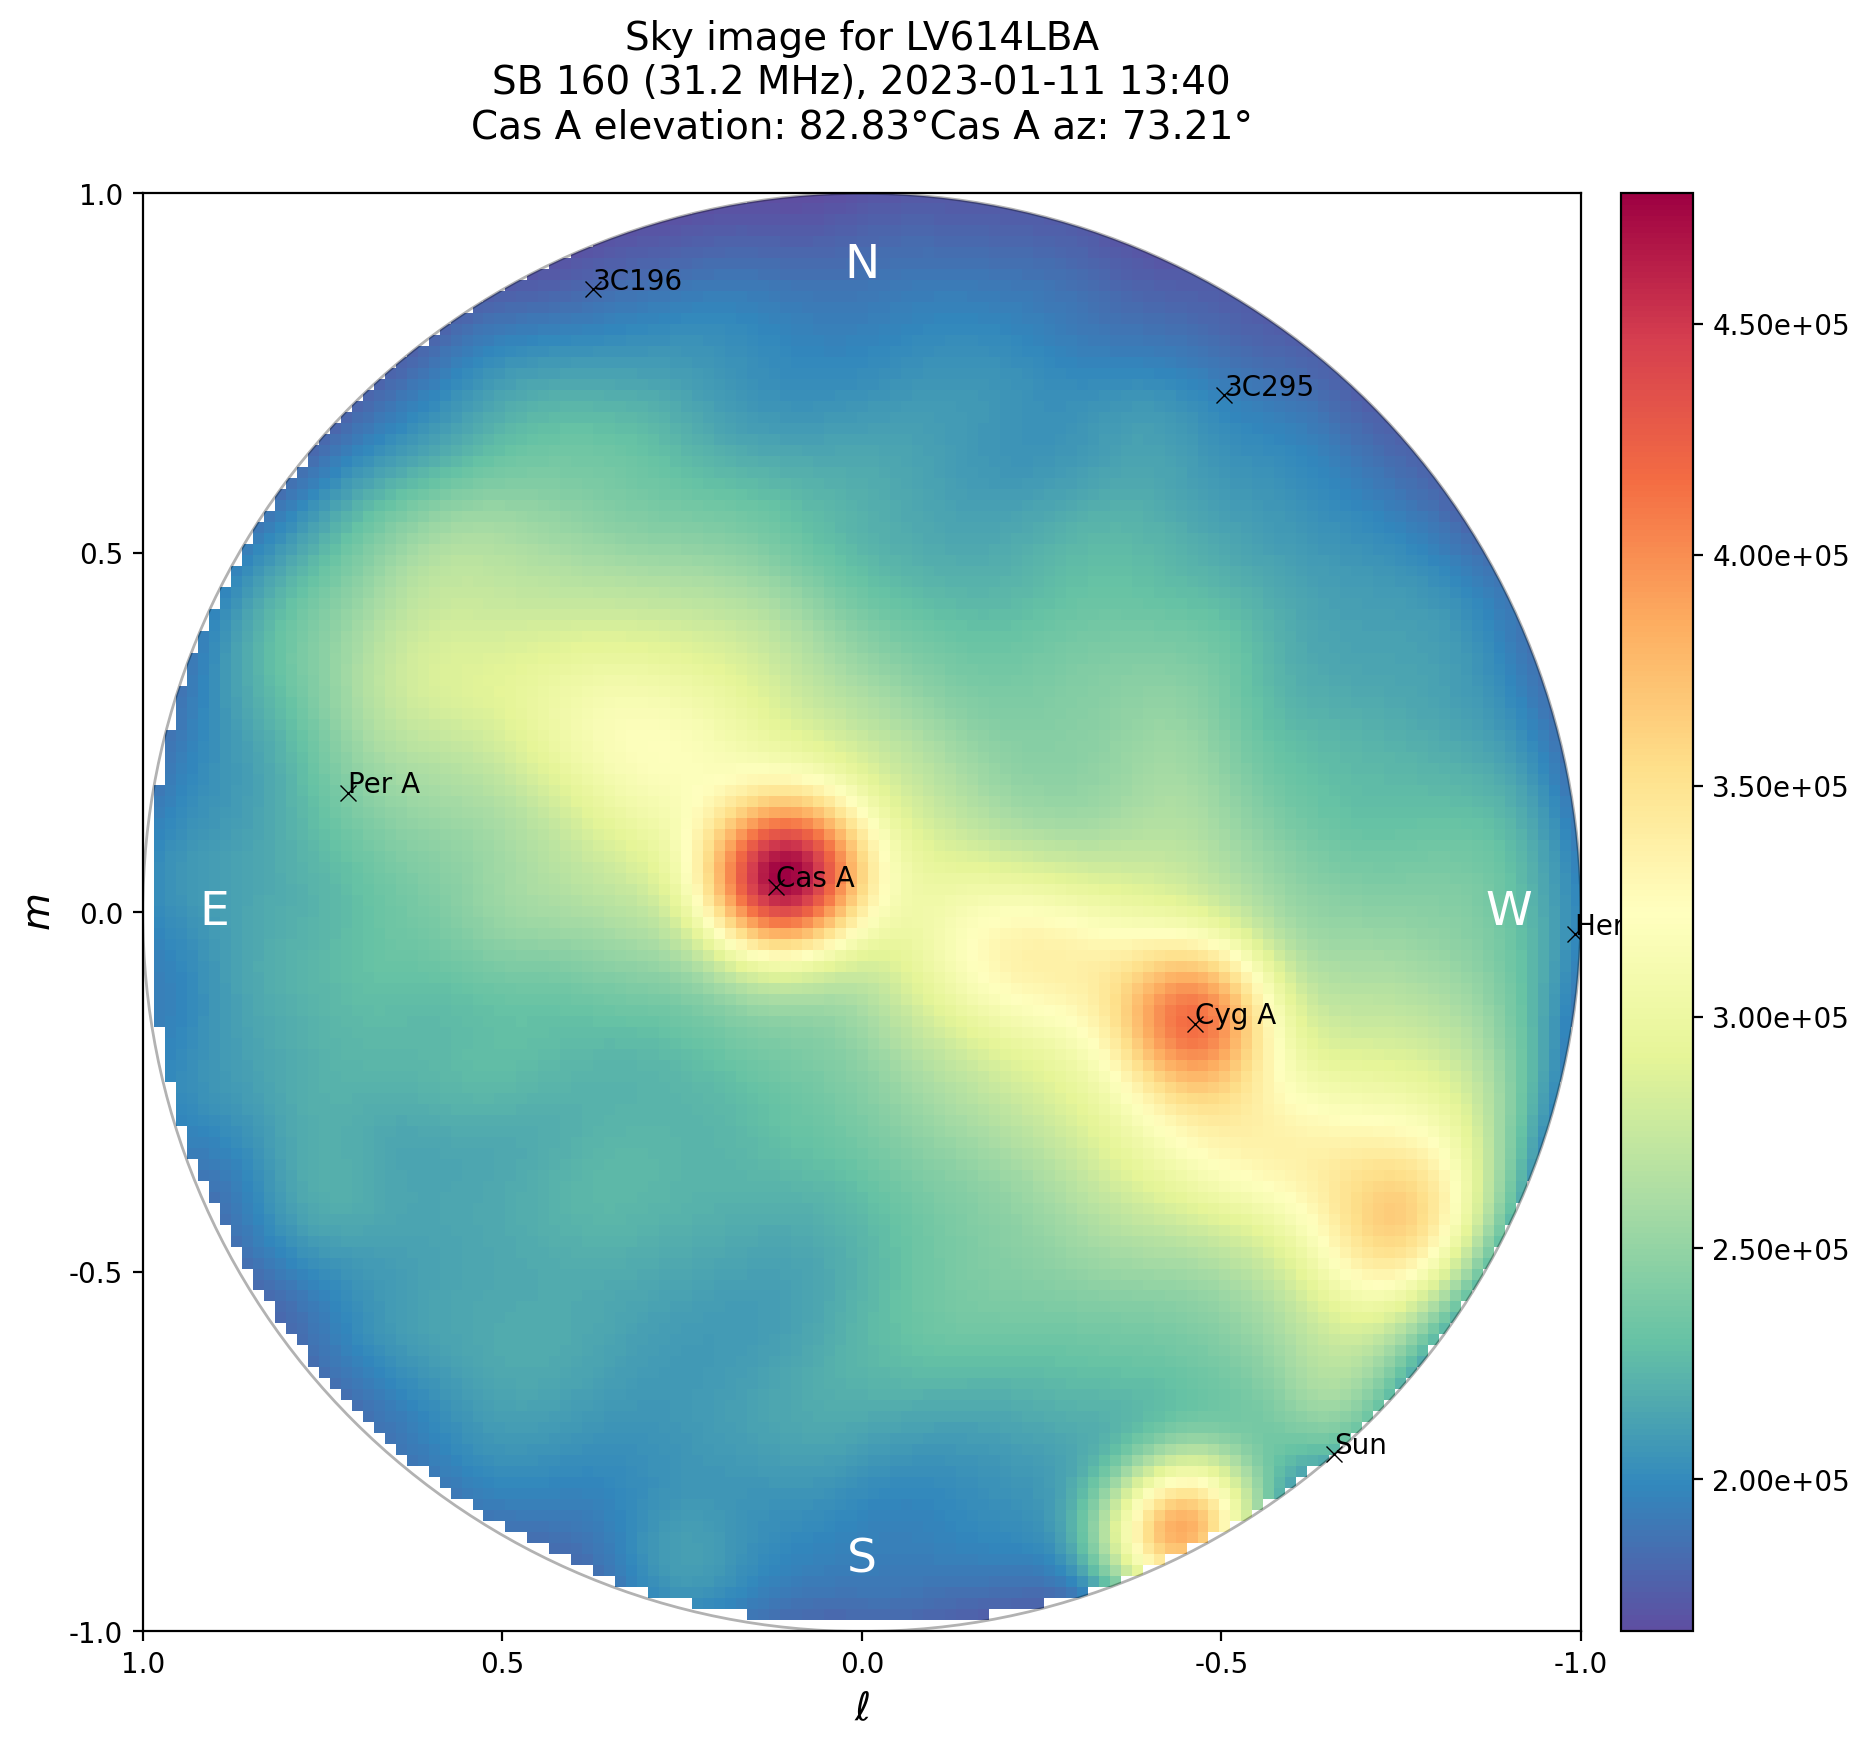 Sky image for LV614LBA
SB 160 (31.2 MHz), 2023-01-11 13:40
Cas A elevation: 82.83°Cas A az: 73.21°
1.0
N
3C196
4.50e+05
3C295
0.5
4.00e+05
Per A
3.50e+05
Cas A
m
0.0
E
W
Her
Cyg A
3.00e+05
-0.5
2.50e+05
Sun
2.00e+05
S
-1.0
1.0
0.5
0.0
-0.5
-1.0
ℓ